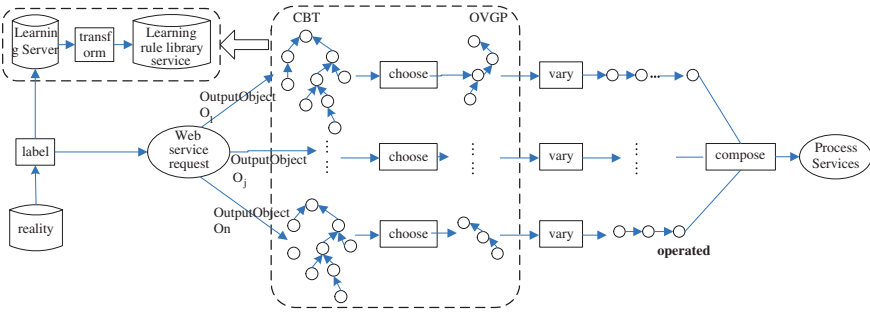 CBT
OVGP
Learnin
g Server
transf
orm
Learning
rule library
service
choose
vary
...
OutputObject
O1
Web
service
request
label
OutputObject
Oj
choose
vary
compose
Process
Services
OutputObject
On
reality
choose
vary
operated